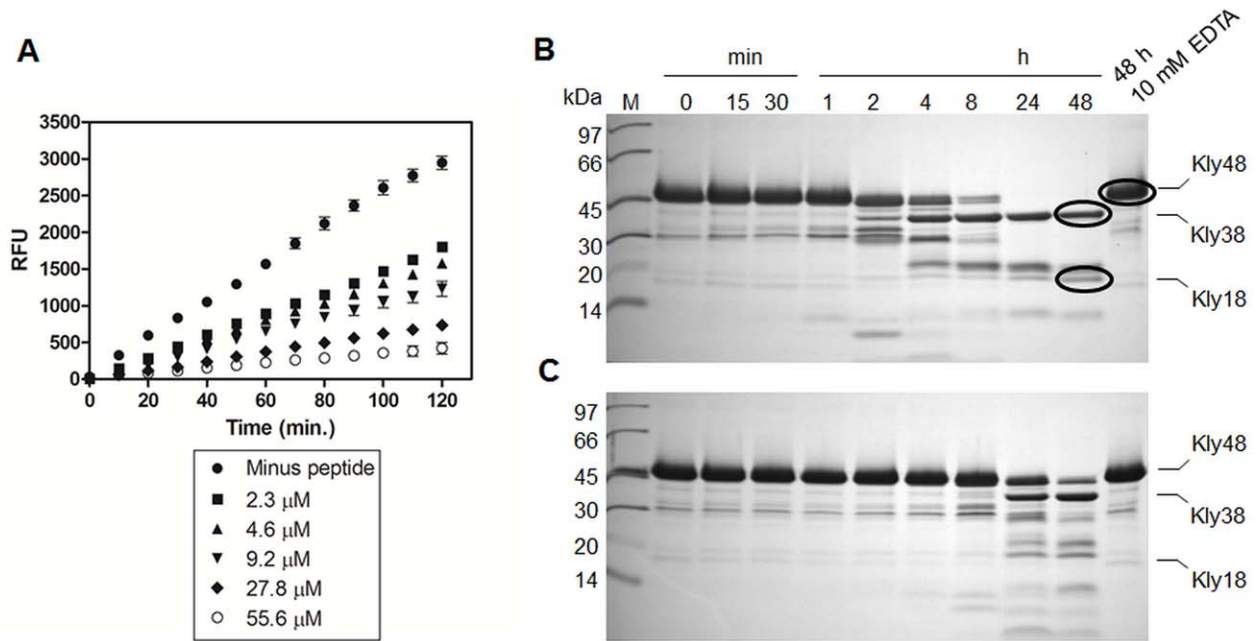 A
3500
3000
2500
2000
1500
1000
500
0
RFU
0 20 40 60 80 100 120
Time (min.)
Minus peptide
2.3 μM
4.6 μM
9.2 μM
27.8 μM
55.6 μM
B
min h
48 h
10 mM EDTA
kDa M 0 15 30 1 2 4 8 24 48
97
66
45
30
20
14
Kly48
Kly38
Kly18
C
97
66
45
30
20
14
Kly48
Kly38
Kly18